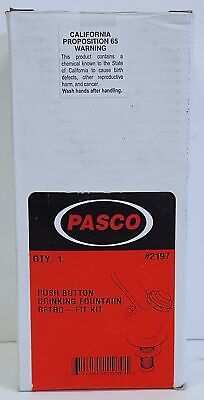 CALIFORNIA
PROPOSITION 65
WARNING
This product contains a
chemical known to the State
of California to cause birth
defects, other reproductive
harm, and cancer.
Wash hands after handling.
PASCO
QTY. 1
#2197
PUSH BUTTON
DRINKING FOUNTAIN
RETRO - FIT KIT